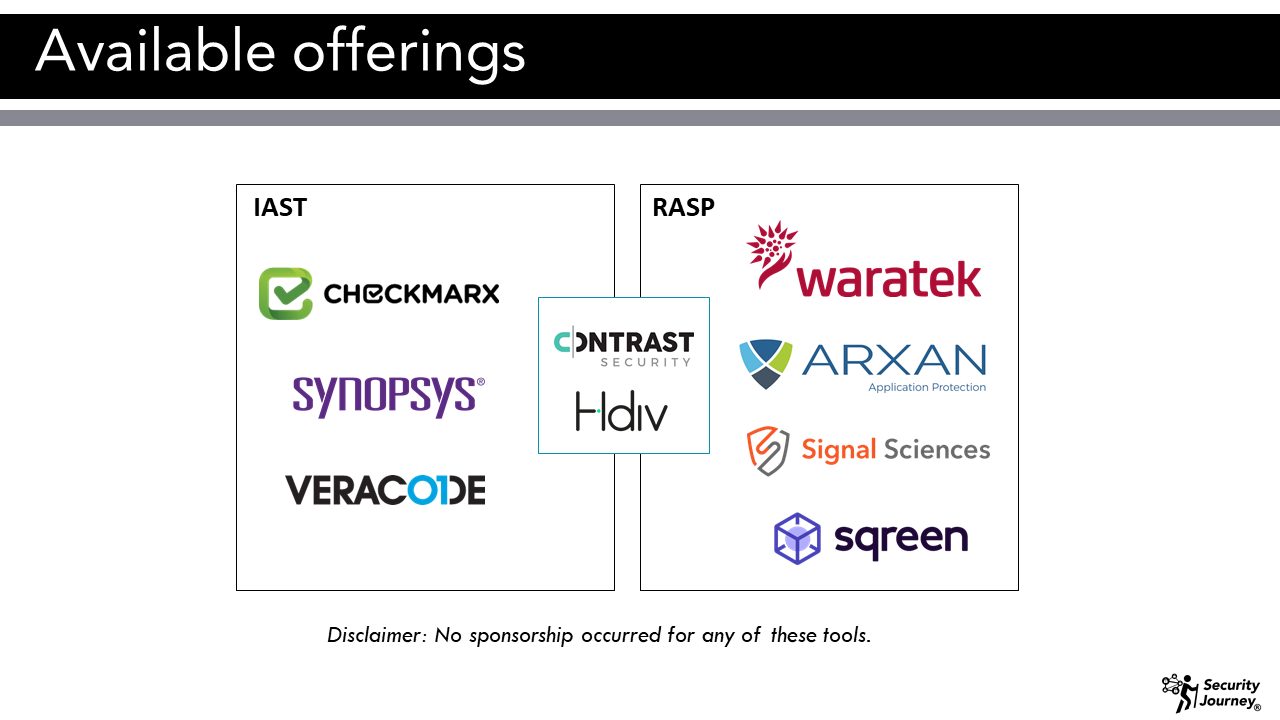 Available offerings
IAST
CHECKMARX
SYNOPSYS®
VERACODE
CONTRAST
SECURITY
Hdiv
RASP
waratek
ARXAN
Application Protection
Signal Sciences
sqreen
Disclaimer: No sponsorship occurred for any of these tools.
Security
Journey®